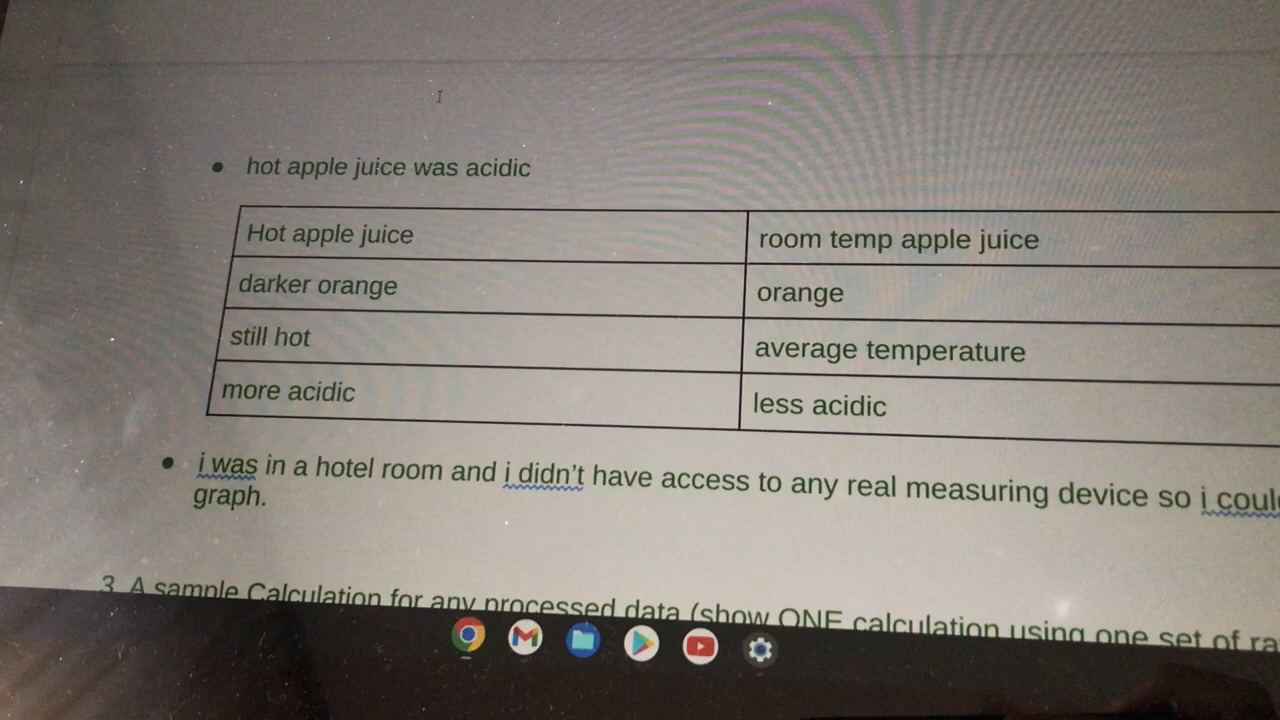 hot apple juice was acidic
Hot apple juice room temp apple juice
darker orange orange
still hot average temperature
more acidic less acidic
i was in a hotel room and i didn't have access to any real measuring device so i
graph.
3. A sample Calculation for any processed data (show ONE calculation using one set of